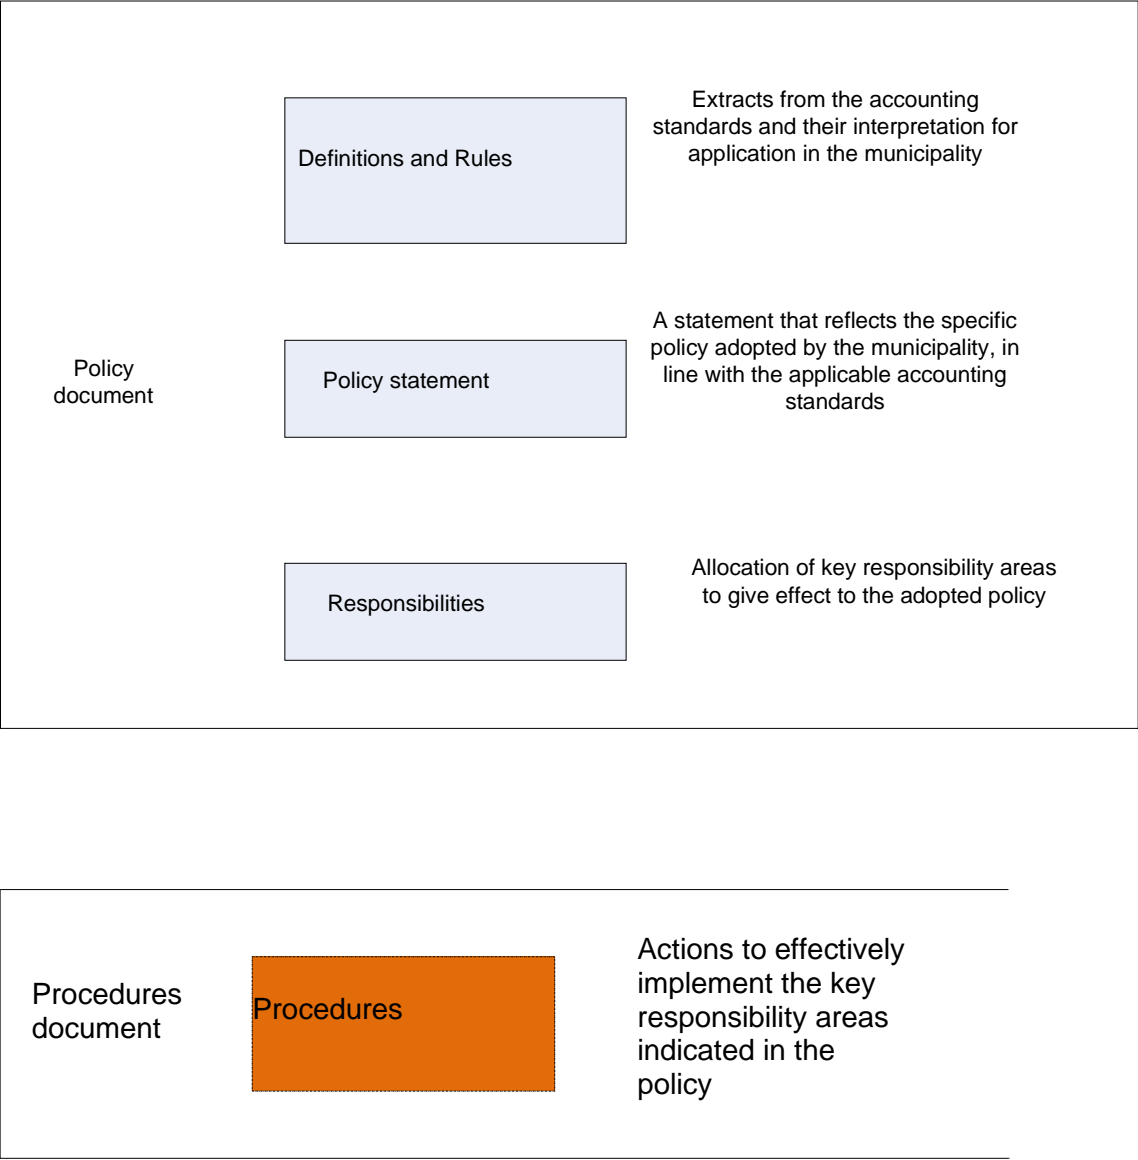 Definitions and Rules
Extracts from the accounting
standards and their interpretation for
application in the municipality
Policy
document
Policy statement
A statement that reflects the specific
policy adopted by the municipality, in
line with the applicable accounting
standards
Responsibilities
Allocation of key responsibility areas
to give effect to the adopted policy
Procedures
document
Procedures
Actions to effectively
implement the key
responsibility areas
indicated in the
policy